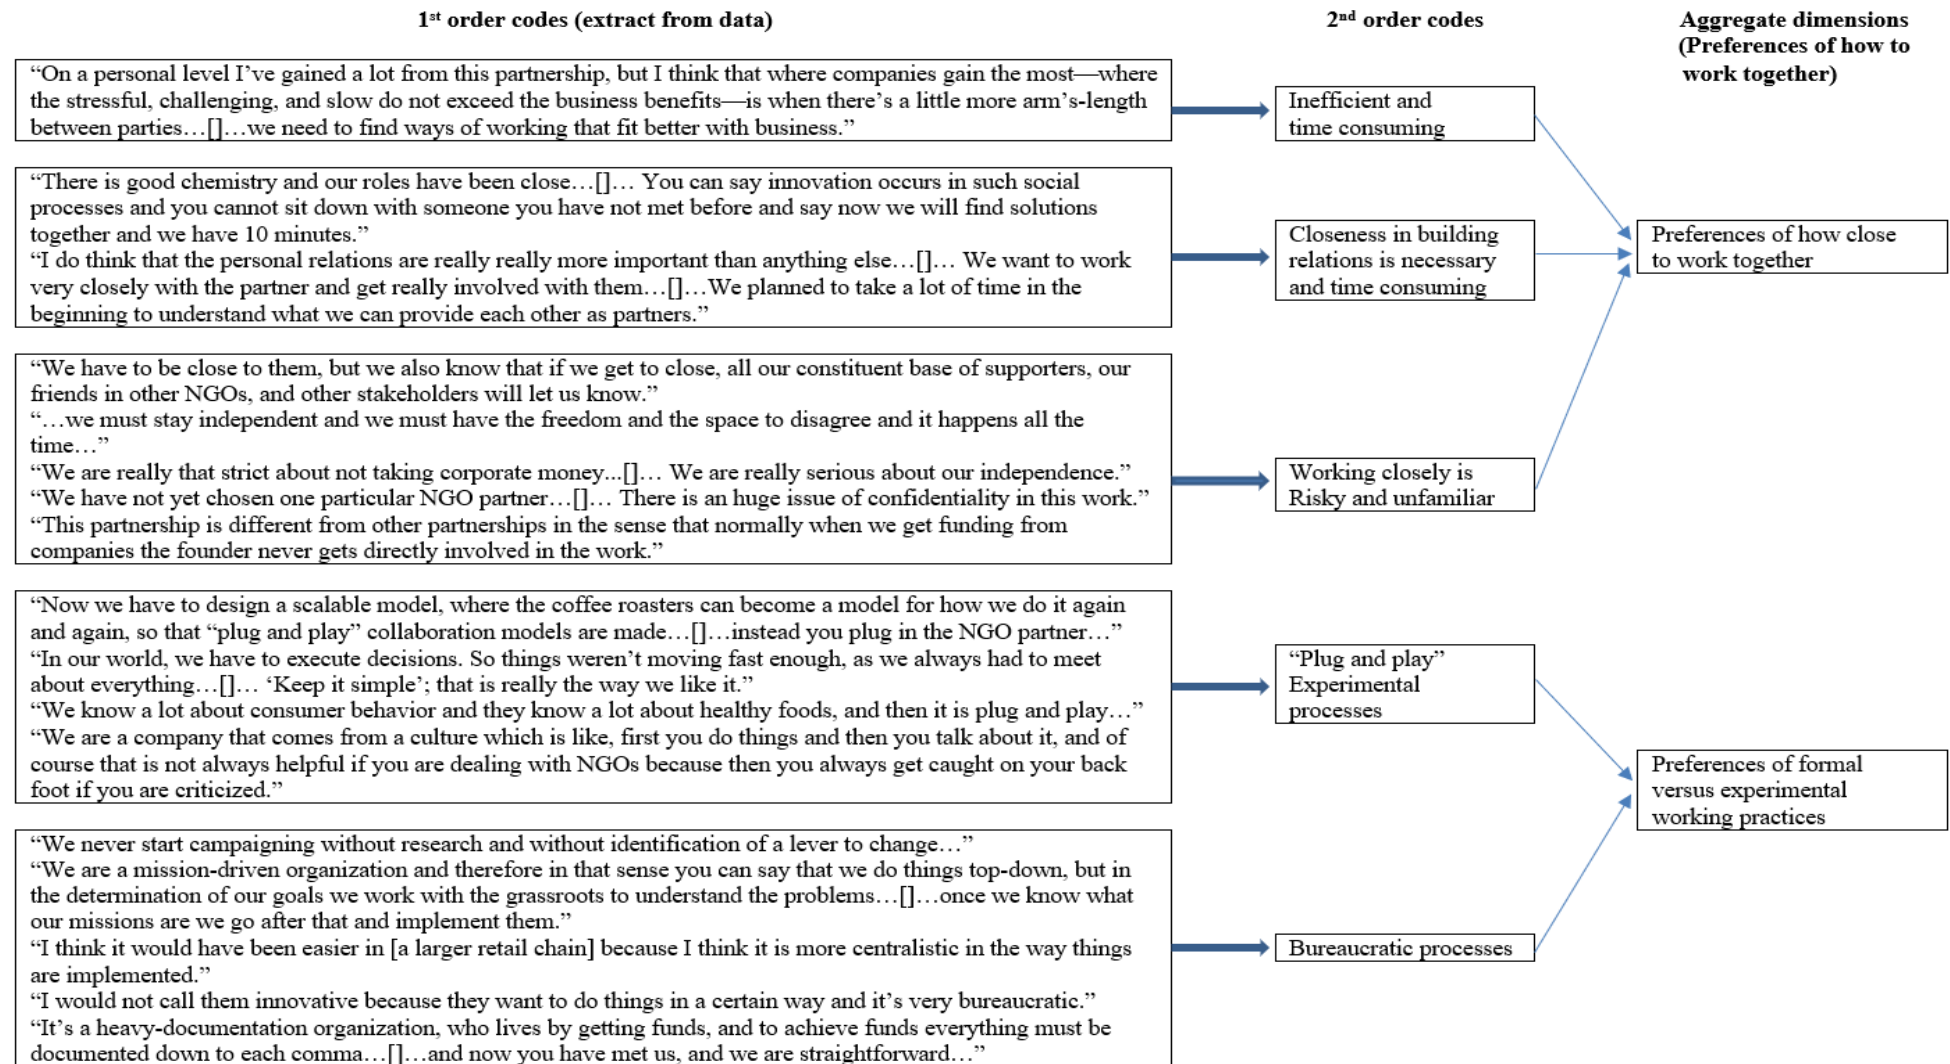 1st order codes (extract from data)
2nd order codes
Aggregate dimensions
(Preferences of how to
work together)
“On a personal level I’ve gained a lot from this partnership, but I think that where companies gain the most—where
the stressful, challenging, and slow do not exceed the business benefits—is when there’s a little more arm’s-length
between parties…[]…we need to find ways of working that fit better with business.”
Inefficient and
time consuming
“There is good chemistry and our roles have been close…[]… You can say innovation occurs in such social
processes and you cannot sit down with someone you have not met before and say now we will find solutions
together and we have 10 minutes.”
“I do think that the personal relations are really really more important than anything else…[]… We want to work
very closely with the partner and get really involved with them…[]…We planned to take a lot of time in the
beginning to understand what we can provide each other as partners.”
Closeness in building
relations is necessary
and time consuming
Preferences of how close
to work together
“We have to be close to them, but we also know that if we get to close, all our constituent base of supporters, our
friends in other NGOs, and other stakeholders will let us know.”
“…we must stay independent and we must have the freedom and the space to disagree and it happens all the
time…”
“We are really that strict about not taking corporate money...[]… We are really serious about our independence.”
“We have not yet chosen one particular NGO partner…[]… There is an huge issue of confidentiality in this work.”
“This partnership is different from other partnerships in the sense that normally when we get funding from
companies the founder never gets directly involved in the work.”
Working closely is
Risky and unfamiliar
“Now we have to design a scalable model, where the coffee roasters can become a model for how we do it again
and again, so that “plug and play” collaboration models are made…[]…instead you plug in the NGO partner…”
“In our world, we have to execute decisions. So things weren’t moving fast enough, as we always had to meet
about everything…[]… ‘Keep it simple’; that is really the way we like it.”
“We know a lot about consumer behavior and they know a lot about healthy foods, and then it is plug and play…”
“We are a company that comes from a culture which is like, first you do things and then you talk about it, and of
course that is not always helpful if you are dealing with NGOs because then you always get caught on your back
foot if you are criticized.”
“Plug and play”
Experimental
processes
Preferences of formal
versus experimental
working practices
“We never start campaigning without research and without identification of a lever to change…”
“We are a mission-driven organization and therefore in that sense you can say that we do things top-down, but in
the determination of our goals we work with the grassroots to understand the problems…[]…once we know what
our missions are we go after that and implement them.”
“I think it would have been easier in [a larger retail chain] because I think it is more centralistic in the way things
are implemented.”
“I would not call them innovative because they want to do things in a certain way and it’s very bureaucratic.”
“It’s a heavy-documentation organization, who lives by getting funds, and to achieve funds everything must be
documented down to each comma…[]…and now you have met us, and we are straightforward…”
Bureaucratic processes